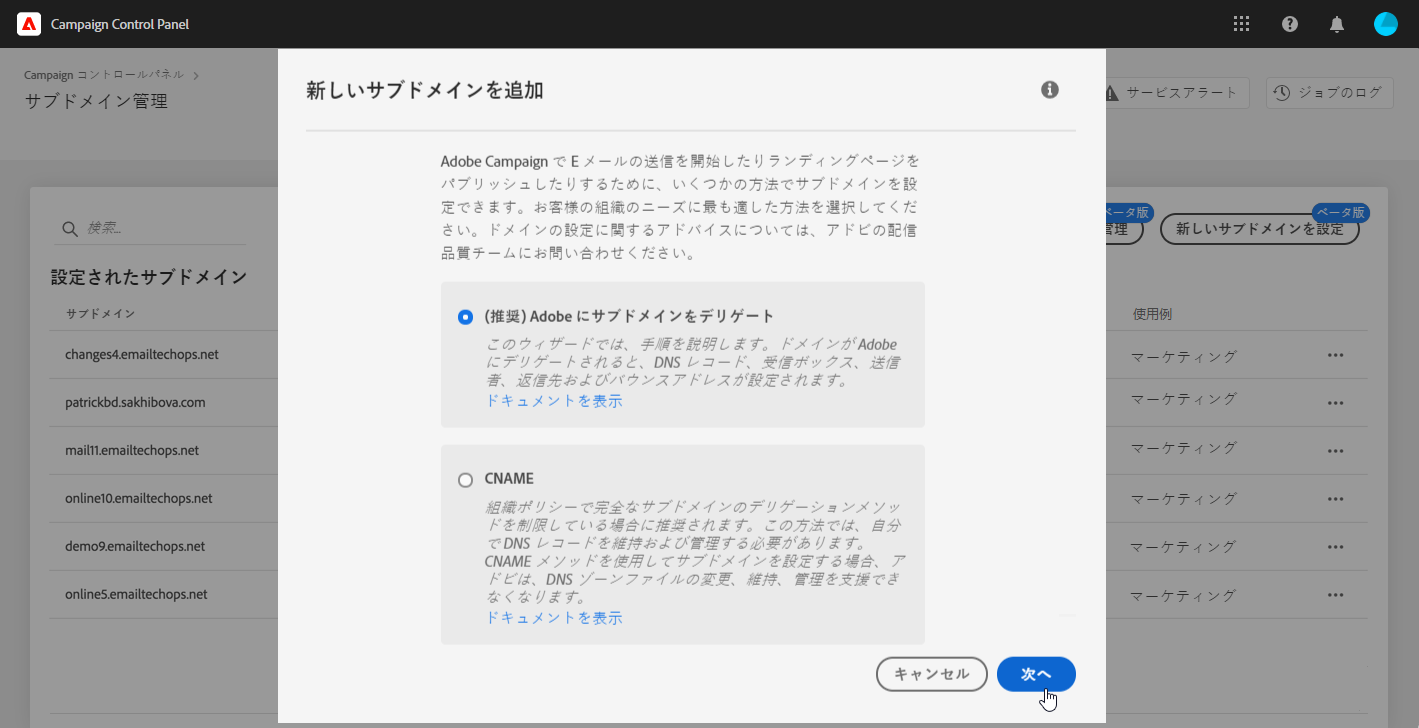 Campaign Control Panel
Campaign コントロールパネル
サブドメイン管理
サービスアラート
ジョブのログ
新しいサブドメインを追加
Adobe Campaign で E メールの送信を開始したりランディングページを
パブリッシュしたりするために、いくつかの方法でサブドメインを設
定できます。お客様の組織のニーズに最も適した方法を選択してくだ
さい。ドメインの設定に関するアドバイスについては、アドビの配信
品質チームにお問い合わせください。
(推奨) Adobe にサブドメインをデリゲート
このウィザードでは、手順を説明します。ドメインが Adobe
にデリゲートされると、DNS レコード、受信ボックス、送信
者、返信先およびバウンスアドレスが設定されます。
ドキュメントを表示
CNAME
組織ポリシーで完全なサブドメインのデリゲーションメソッ
ドを制限している場合に推奨されます。この方法では、自分
で DNS レコードを維持および管理する必要があります。
CNAME メソッドを使用してサブドメインを設定する場合、ア
ドビは、DNS ゾーンファイルの変更、維持、管理を支援でき
なくなります。
ドキュメントを表示
キャンセル
次へ
検索...
ータ版
管理
ベータ版
新しいサブドメインを設定
設定されたサブドメイン
サブドメイン
使用例
changes4.emailtechops.net
マーケティング
patrickbd.sakhibova.com
マーケティング
mail11.emailtechops.net
マーケティング
online10.emailtechops.net
マーケティング
demo9.emailtechops.net
マーケティング
online5.emailtechops.net
マーケティング